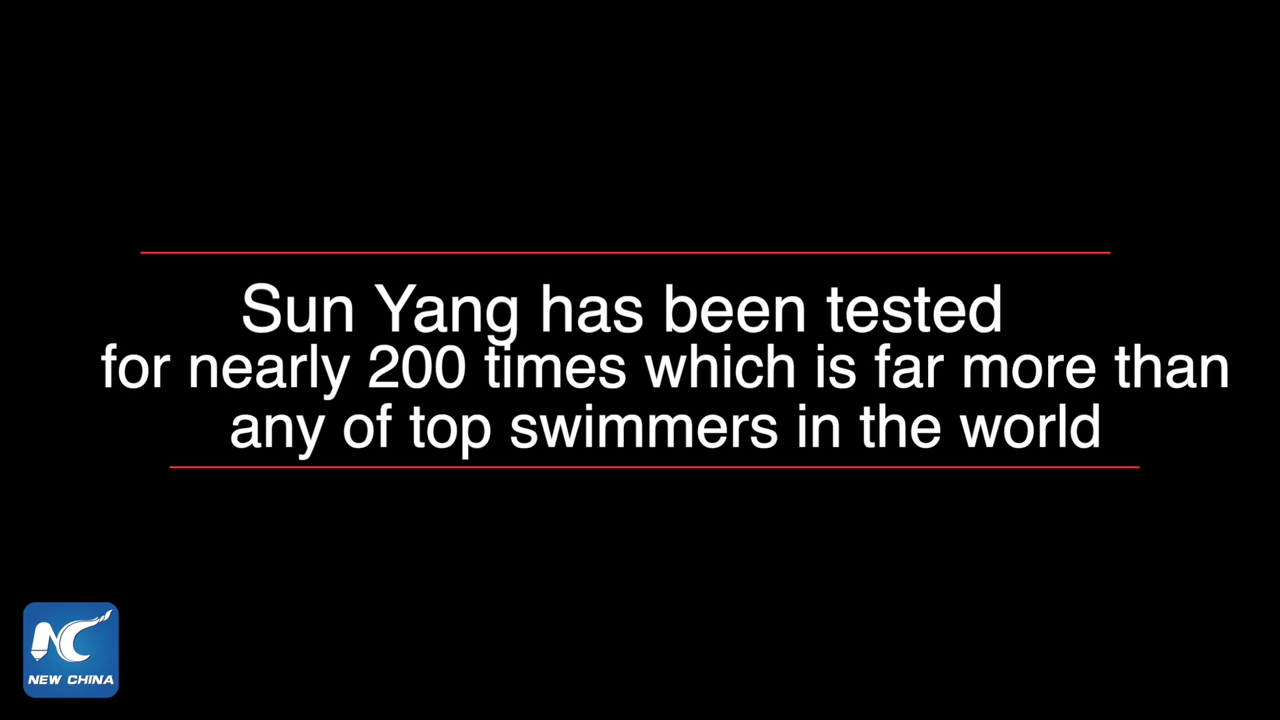 Sun Yang has been tested
for nearly 200 times which is far more than
any of top swimmers in the world
NC
NEW CHINA